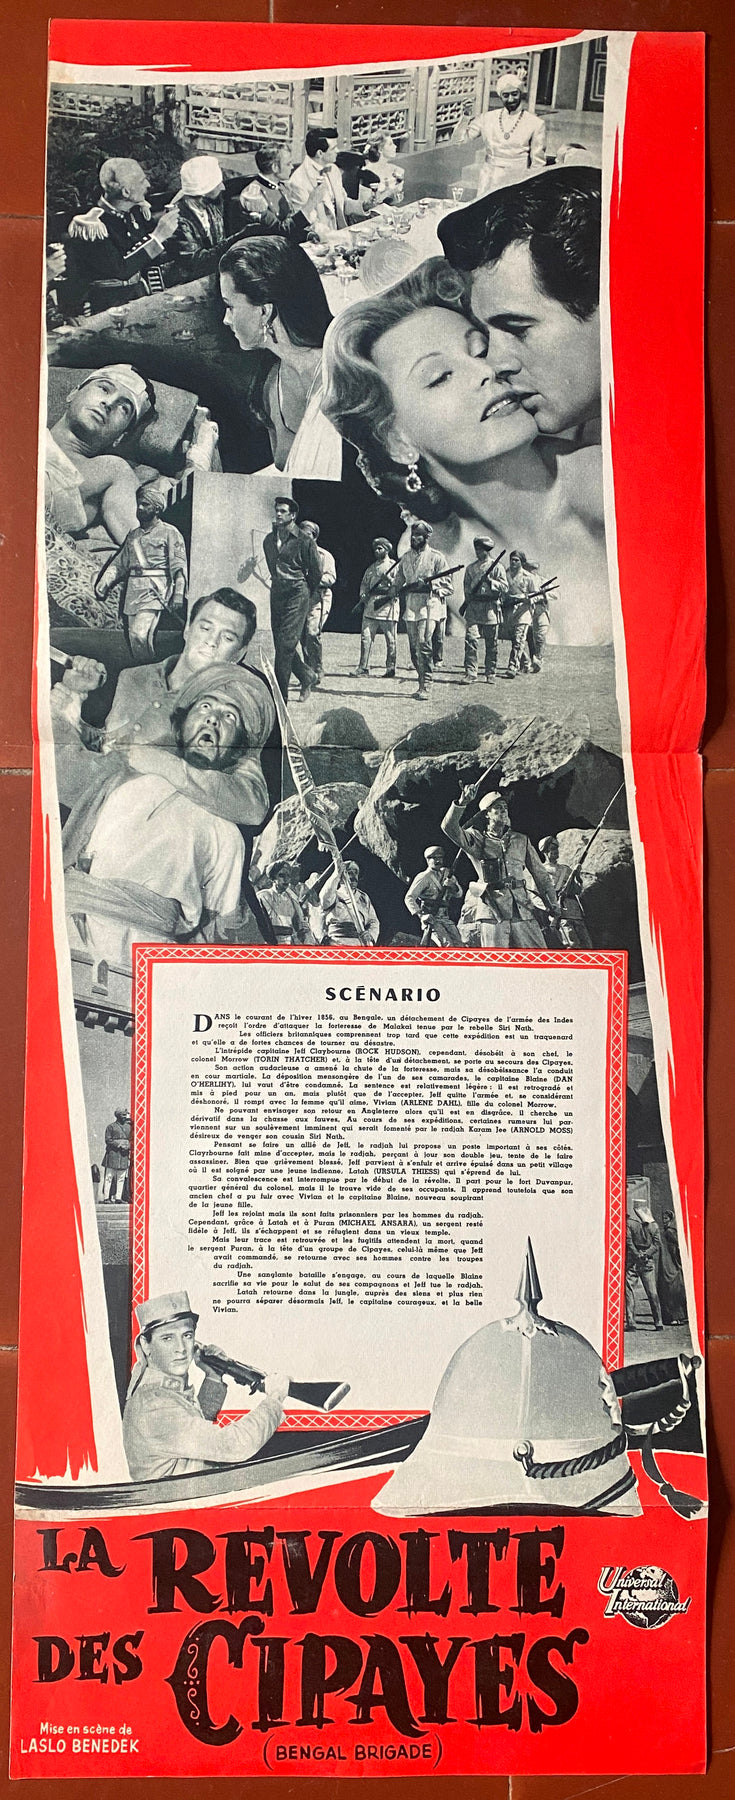 SCÉNARIO
DANS le courant de l'hiver 1856, au Bengale, un détachement de Cipayes de l'armée des Indes
reçoit l'ordre d'attaquer la forteresse de Malakai tenue par le rebelle Siri Nath.
Les officiers britanniques comprennent trop tard que cette expédition est un traquenard
et qu'elle a de fortes chances de tourner au désastre.
L'intrépide capitaine Jeff Claybourne (ROCK HUDSON), cependant, désobéit à son chef, le
colonel Morrow (TORIN THATCHER) et, à la tête d'un détachement, se porte au secours des Cipayes.
Son action audacieuse a amené la chute de la forteresse, mais sa désobéissance l'a conduit
en cour martiale. La déposition mensongère de l'un de ses camarades, le capitaine Blaine (DAN
O'HERLIHY), lui vaut d'être condamné. La sentence est relativement légère : il est retrogradé et
mis à pied pour un an, mais plutôt que de l'accepter, Jeff quitte l'armée et, se considérant
déshonoré, il rompt avec la femme qu'il aime, Vivian (ARLENE DAHL), fille du colonel Morrow.
Ne pouvant envisager son retour en Angleterre alors qu'il est en disgrâce, il cherche un
dérivatif dans la chasse aux fauves. Au cours de ses expéditions, certaines rumeurs lui par-
viennent sur un soulèvement imminent qui serait fomenté par le radjah Karam Jee (ARNOLD MOSS)
désireux de venger son cousin Siri Nath.
Pensant se faire un allié de Jeff, le radjah lui propose un poste important à ses côtés.
Clayrbourne fait mine d'accepter, mais le radjah, perçant à jour son double jeu, tente de le faire
assassiner. Bien que grièvement blessé, Jeff parvient à s'enfuir et arrive épuisé dans un petit village
où il est soigné par une jeune indienne, Latah (URSULA THIESS) qui s'éprend de lui.
Sa convalescence est interrompue par le début de la révolte. Il part pour le fort Duvanpur,
quartier général du colonel, mais il le trouve vide de ses occupants. Il apprend toutefois que son
ancien chef a pu fuir avec Vivian et le capitaine Blaine, nouveau soupirant
de la jeune fille.
Jeff les rejoint mais ils sont faits prisonniers par les hommes du radjah.
Cependant, grâce à Latah et à Puran (MICHAEL ANSARA), un sergent resté
fidèle à Jeff, ils s'échappent et se réfugient dans un vieux temple.
Mais leur trace est retrouvée et les fugitifs attendent la mort, quand
le sergent Puran, à la tête d'un groupe de Cipayes, celui-là même que Jeff
avait commandé, se retourne avec ses hommes contre les troupes
du radjah.
Une sanglante bataille s'engage, au cours de laquelle Blaine
sacrifie sa vie pour le salut de ses compagnons et Jeff tue le radjah.
Latah retourne dans la jungle, auprès des siens et plus rien
ne pourra séparer désormais Jeff, le capitaine courageux, et la belle
Vivian.
LA REVOLTE
DES CIPAYES
(BENGAL BRIGADE)
Universal
International
Mise en scène de
LASLO BENEDEK